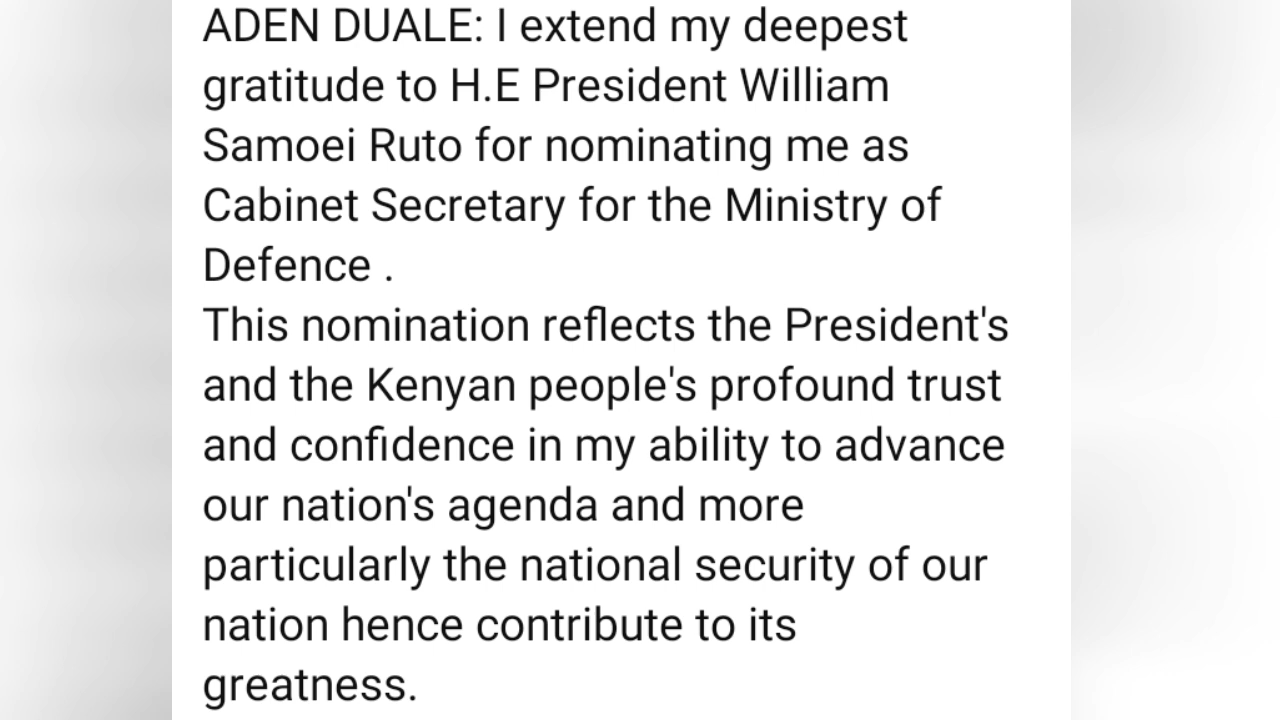 ADEN DUALE: I extend my deepest
gratitude to H.E President William
Samoei Ruto for nominating me as
Cabinet Secretary for the Ministry of
Defence .
This nomination reflects the President's
and the Kenyan people's profound trust
and confidence in my ability to advance
our nation's agenda and more
particularly the national security of our
nation hence contribute to its
greatness.